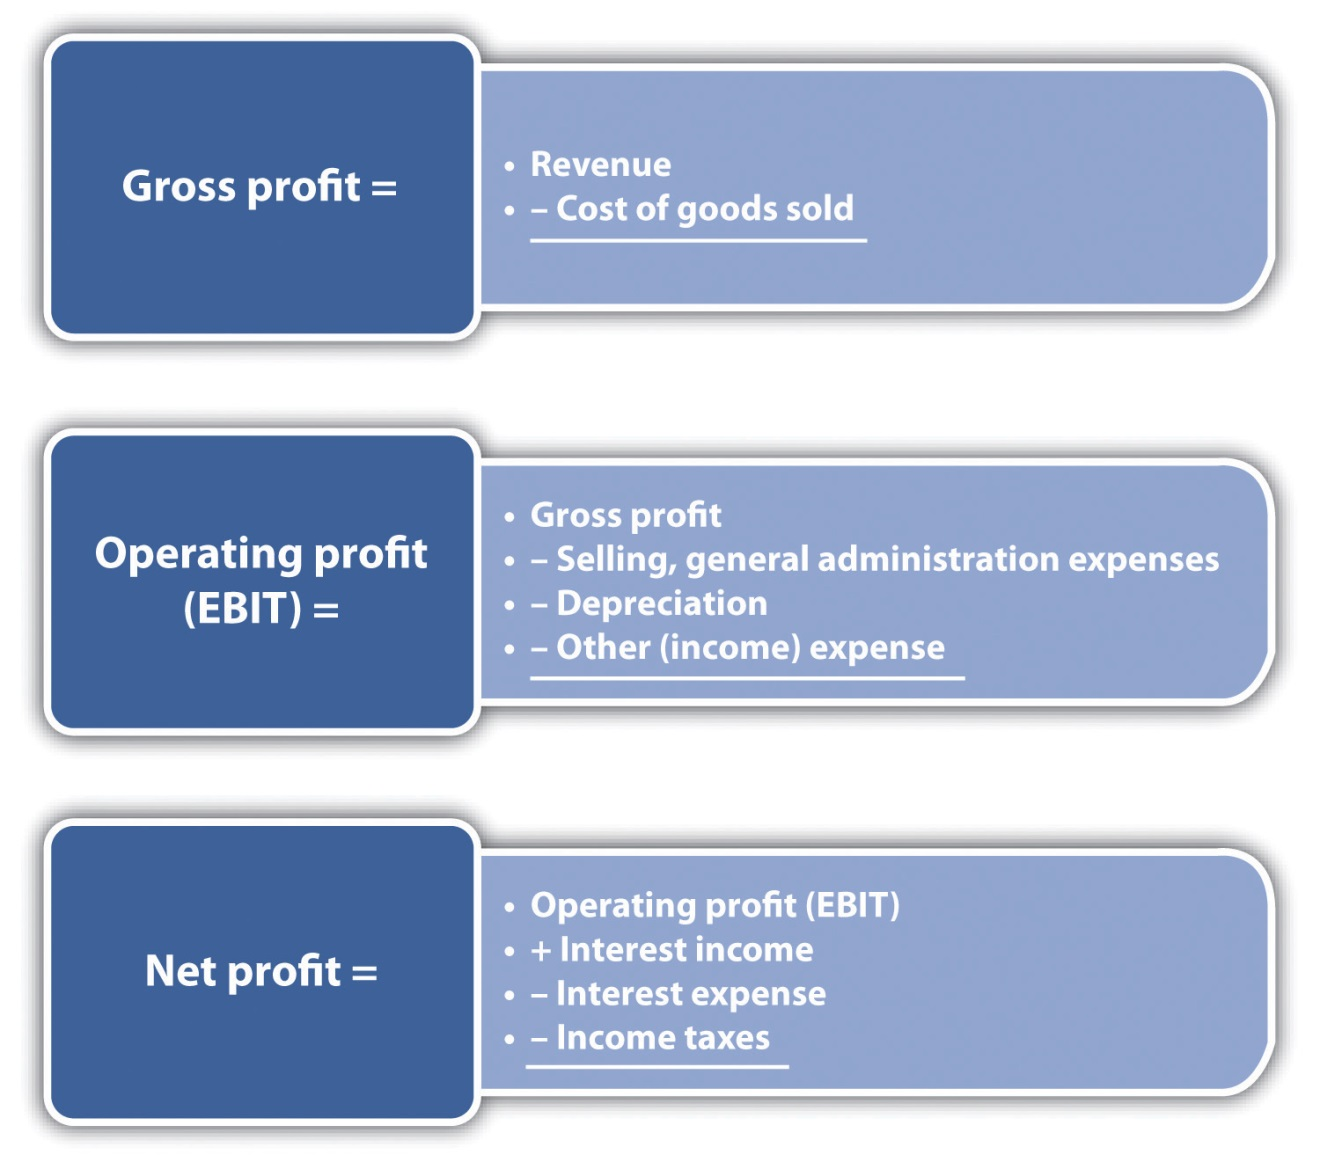 Gross profit =
• Revenue
• – Cost of goods sold
Operating profit
(EBIT) =
• Gross profit
• – Selling, general administration expenses
• – Depreciation
• – Other (income) expense
Net profit =
• Operating profit (EBIT)
• + Interest income
• – Interest expense
• – Income taxes